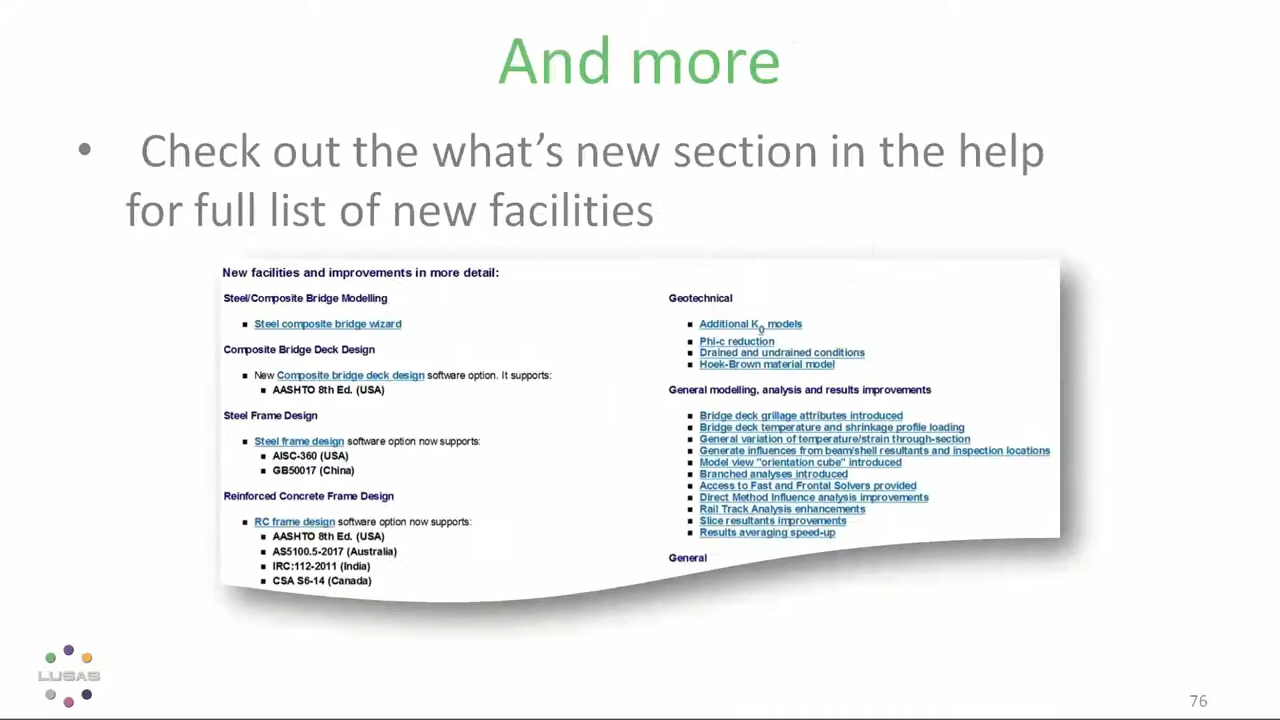 And more
• Check out the what's new section in the help
for full list of new facilities
New facilities and improvements in more detail:
Steel/Composite Bridge Modelling
▪ Steel composite bridge wizard
Composite Bridge Deck Design
▪ New Composite bridge deck design software option. It supports:
▪ AASHTO 8th Ed. (USA)
Steel Frame Design
▪ Steel frame design software option now supports:
▪ AISC-360 (USA)
▪ GB50017 (China)
Reinforced Concrete Frame Design
▪ RC frame design software option now supports:
▪ AASHTO 8th Ed. (USA)
▪ AS5100.5-2017 (Australia)
▪ IRC:112-2011 (India)
▪ CSA S6-14 (Canada)
Geotechnical
▪ Additional K0 models
▪ Phi-c reduction
▪ Drained and undrained conditions
▪ Hoek-Brown material model
General modelling, analysis and results improvements
▪ Bridge deck grillage attributes introduced
▪ Bridge deck temperature and shrinkage profile loading
▪ General variation of temperature/strain through-section
▪ Generate influences from beam/shell resultants and inspection locations
▪ Model view "orientation cube" introduced
▪ Branched analyses introduced
▪ Access to Fast and Frontal Solvers provided
▪ Direct Method Influence analysis improvements
▪ Rail Track Analysis enhancements
▪ Slice resultants improvements
▪ Results averaging speed-up
General
LUSAS
76